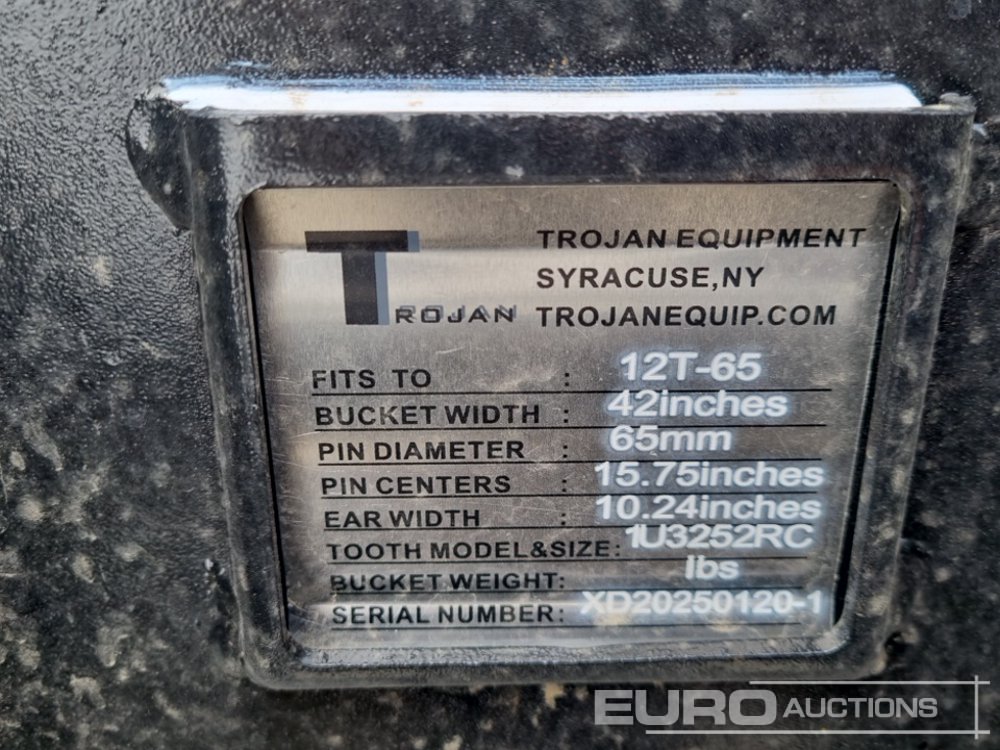 T
TROJAN
TROJAN EQUIPMENT
SYRACUSE,NY
TROJANEQUIP.COM
FITS TO : 12T-65
BUCKET WIDTH : 42inches
PIN DIAMETER : 65mm
PIN CENTERS : 15.75inches
EAR WIDTH : 10.24inches
TOOTH MODEL&SIZE: 1U3252RC
BUCKET WEIGHT: lbs
SERIAL NUMBER: XD20250120-1
EURO AUCTIONS